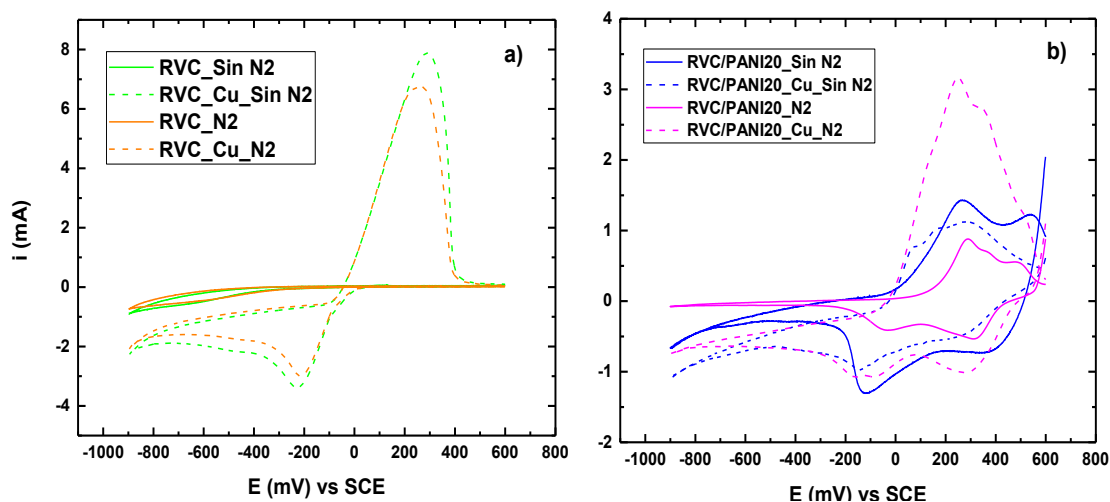 a)
RVC_Sin N2
RVC_Cu_Sin N2
RVC_N2
RVC_Cu_N2
8
6
4
2
0
-2
-4
i (mA)
-1000 -800 -600 -400 -200 0 200 400 600 800
E (mV) vs SCE
b)
RVC/PANI20_Sin N2
RVC/PANI20_Cu_Sin N2
RVC/PANI20_N2
RVC/PANI20_Cu_N2
4
3
2
1
0
-1
-2
-1000 -800 -600 -400 -200 0 200 400 600 800
E (mV) vs SCE